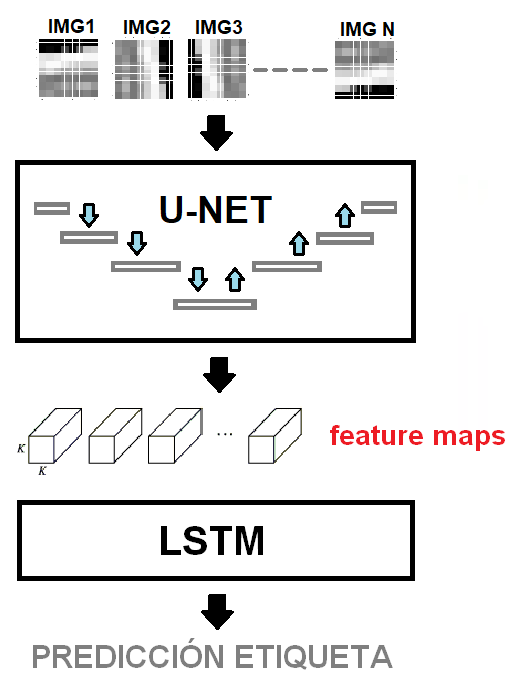 IMG1 IMG2 IMG3 IMG N
U-NET
K
K
...
feature maps
LSTM
PREDICCIÓN ETIQUETA